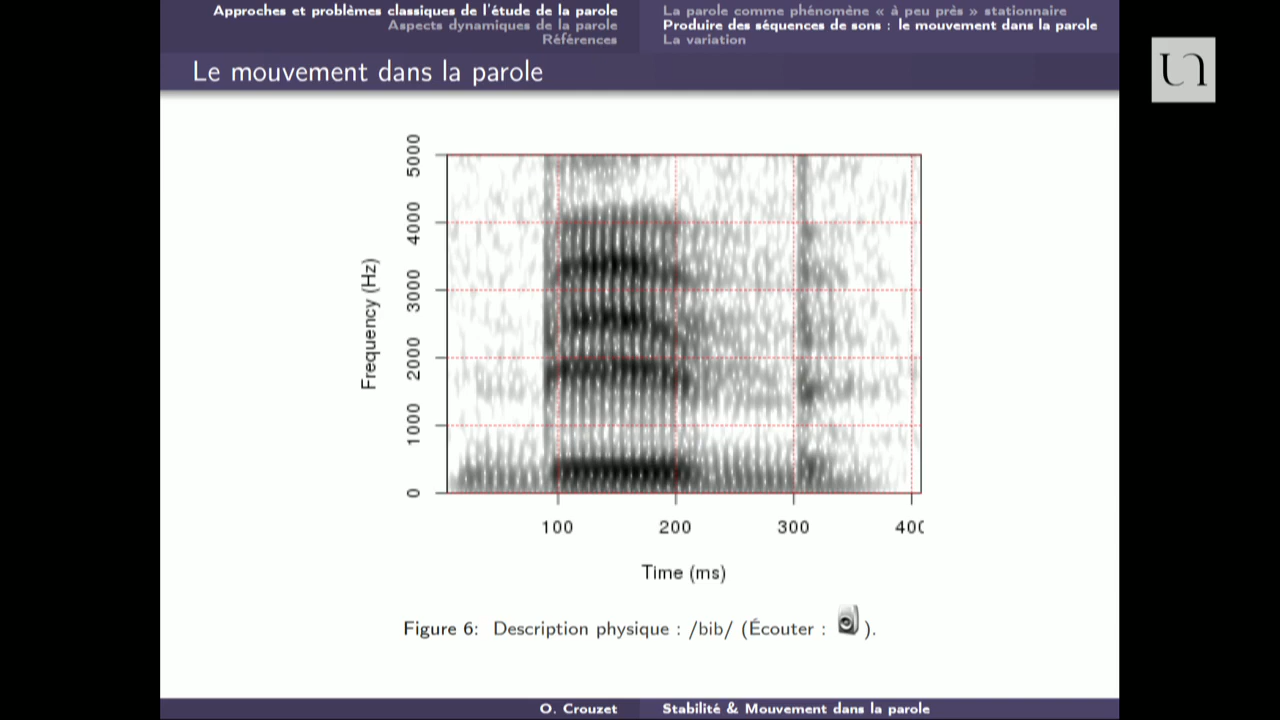 Approches et problèmes classiques de l'étude de la parole
Aspects dynamiques de la parole
Références
La parole comme phénomène « à peu près » stationnaire
Produire des séquences de sons : le mouvement dans la parole
La variation
Le mouvement dans la parole
Frequency (Hz)
5000
4000
3000
2000
1000
0
100 200 300 400
Time (ms)
Figure 6: Description physique : /bib/ (Écouter : ).
O. Crouzet
Stabilité & Mouvement dans la parole